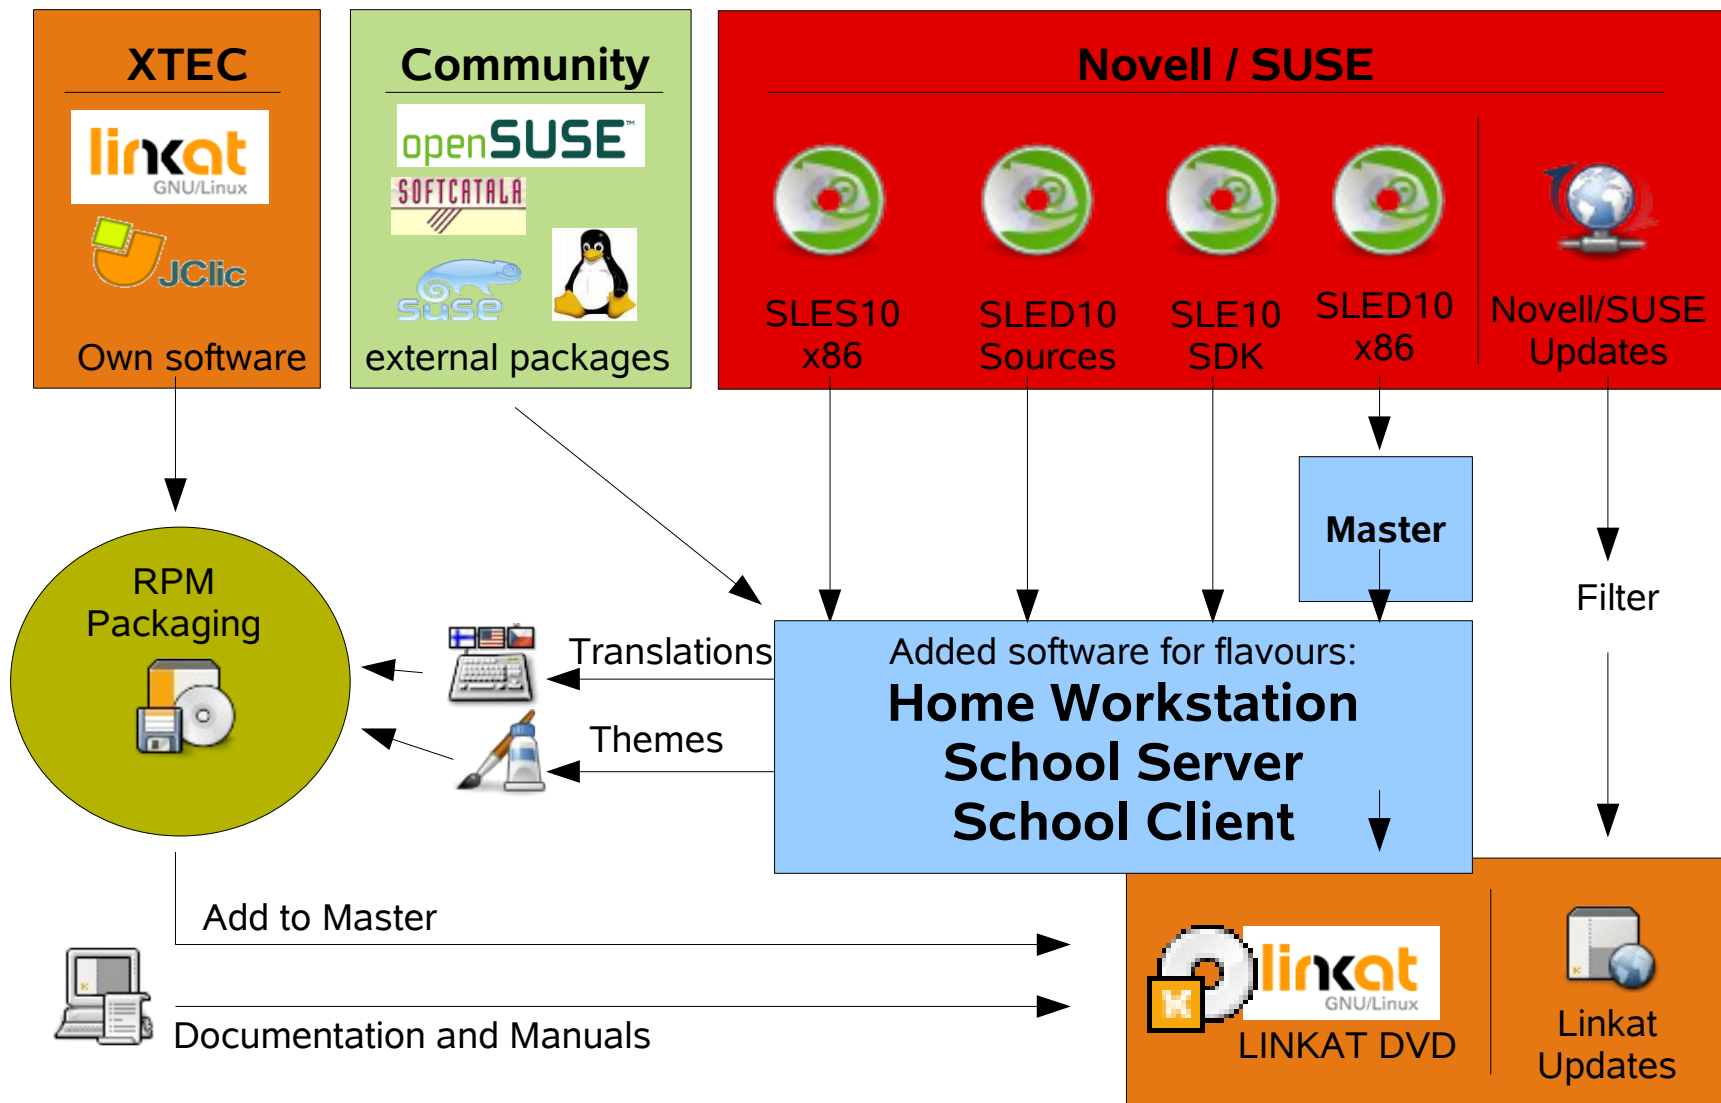 XTEC
linkat
GNU/Linux
JClic
Own software
Community
openSUSE™
SOFTCATALA
suse
external packages
Novell / SUSE
SLES10
x86
SLED10
Sources
SLE10
SDK
SLED10
x86
Novell/SUSE
Updates
Master
Filter
RPM
Packaging
Translations
Themes
Added software for flavours:
Home Workstation
School Server
School Client
Add to Master
Documentation and Manuals
K
linkat
GNU/Linux
LINKAT DVD
Linkat
Updates